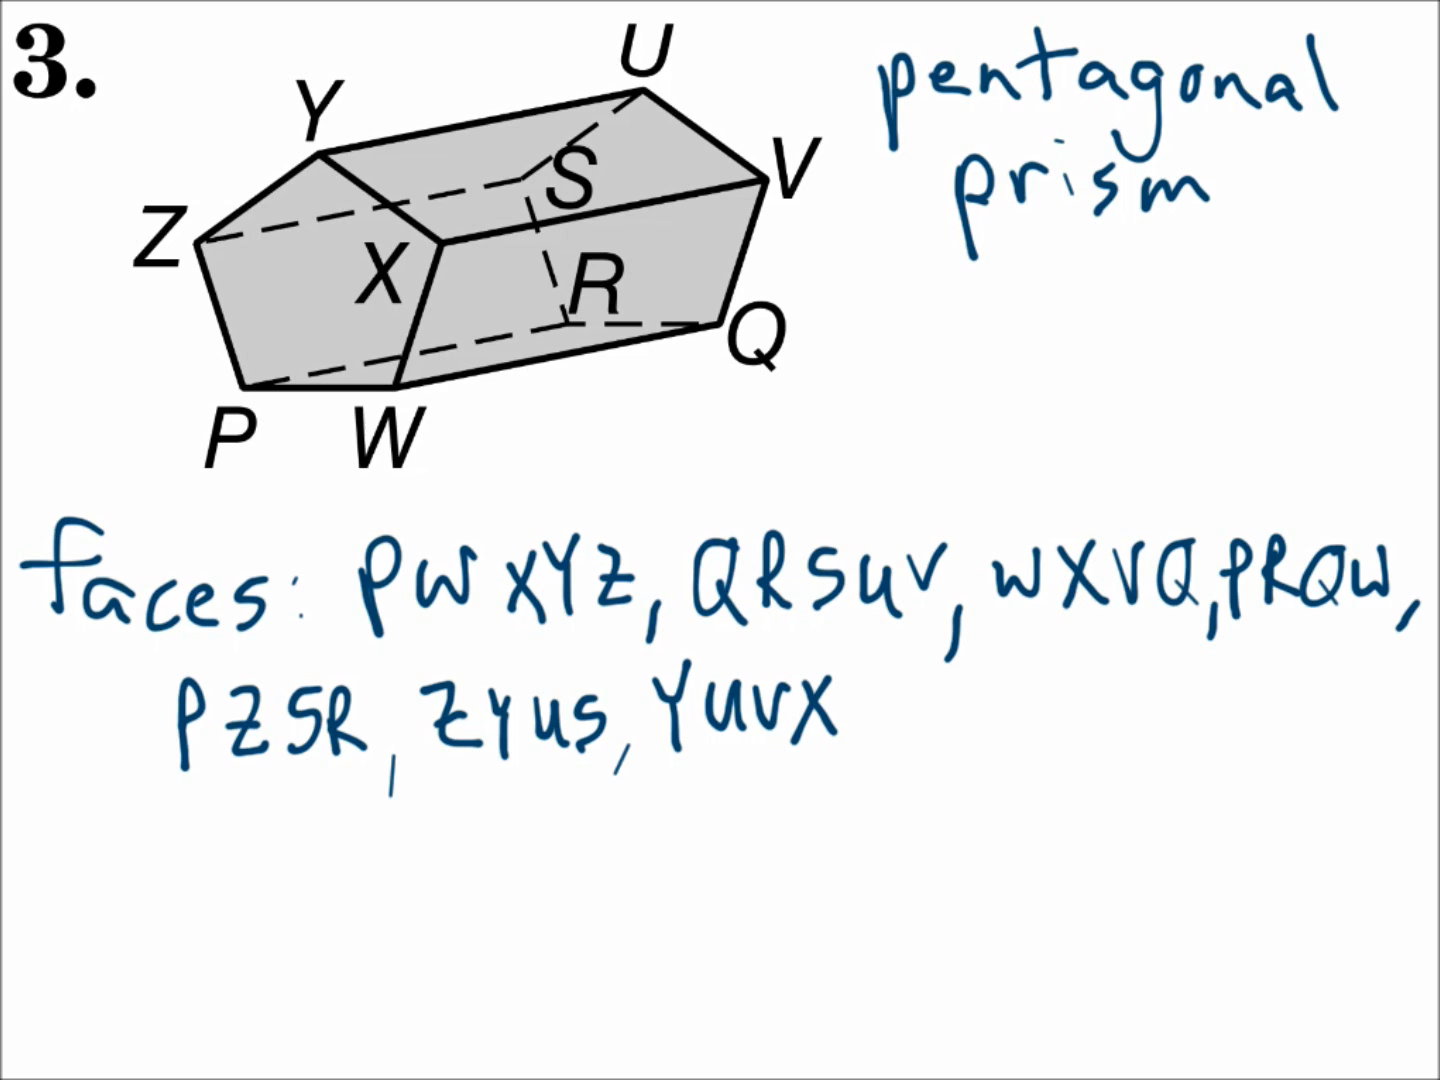 3.
U
Y
S
V
Z
X
R
Q
P W
pentagonal
prism
faces: PWXYZ, QRSUV, WXVQ, PRQW,
PZSR, ZYUS, YUVX